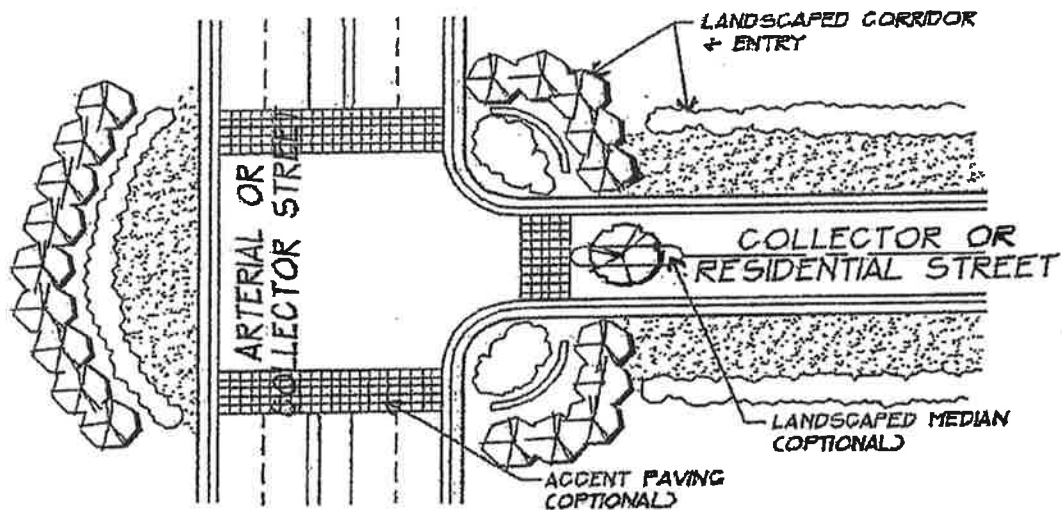 LANDSCAPED CORRIDOR
& ENTRY
ARTERIAL OR
COLLECTOR STREET
COLLECTOR OR
RESIDENTIAL STREET
LANDSCAPED MEDIAN
(OPTIONAL)
ACCENT PAVING
(OPTIONAL)